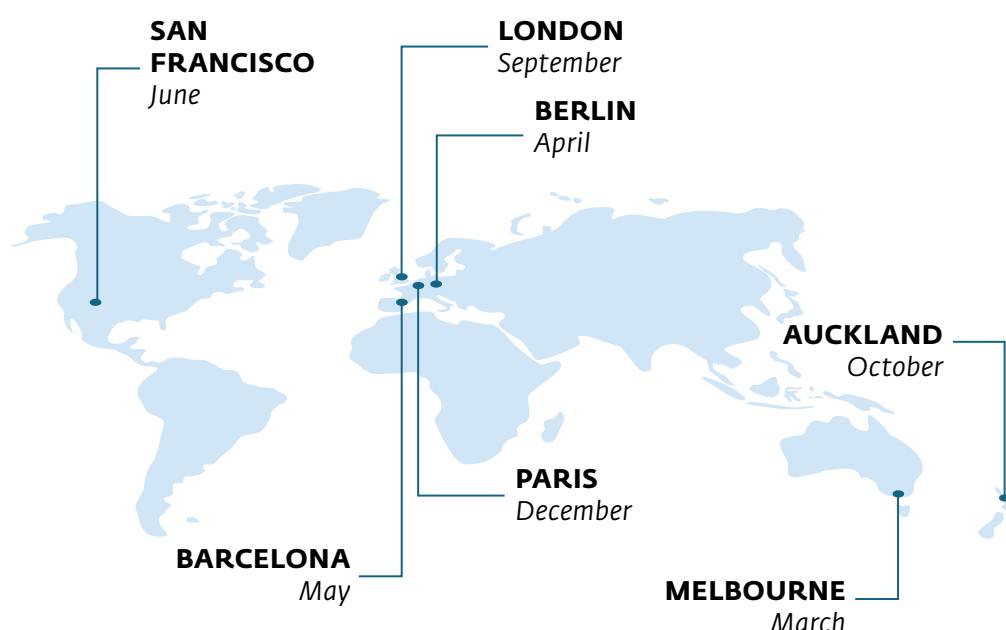 SAN
FRANCISCO
June
LONDON
September
BERLIN
April
AUCKLAND
October
PARIS
December
BARCELONA
May
MELBOURNE
March